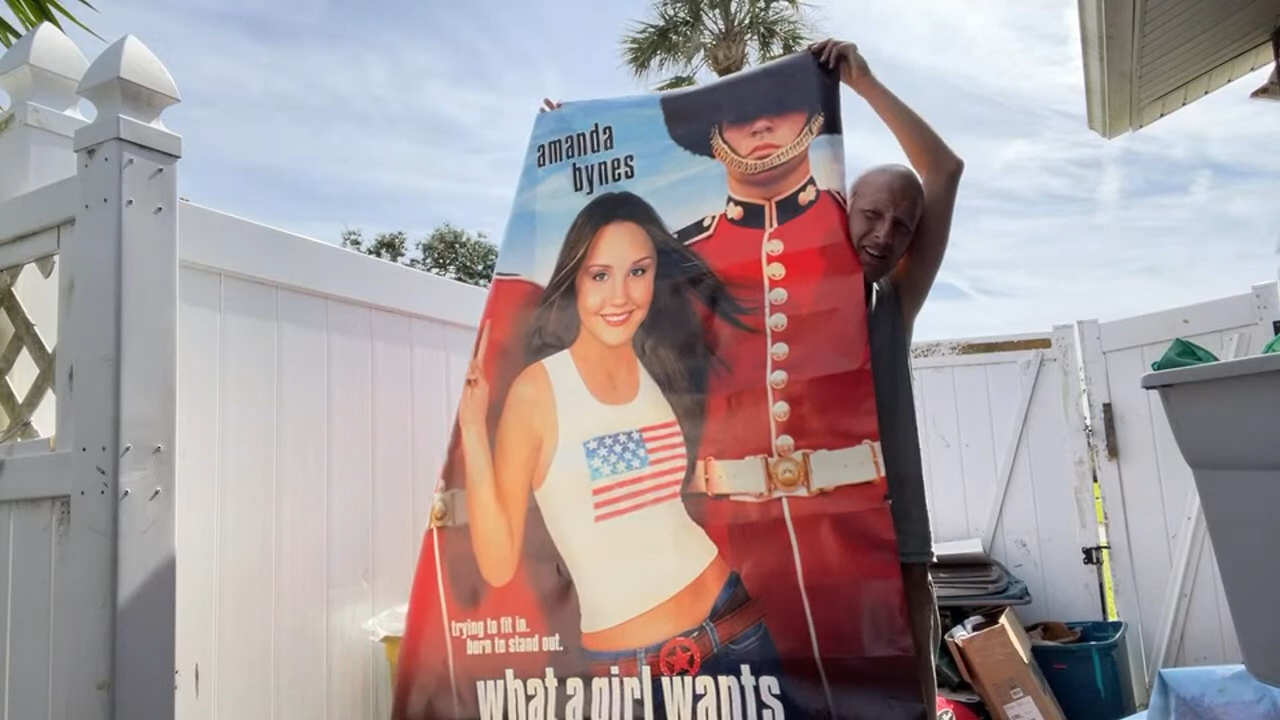 amanda
bynes
trying to fit in.
born to stand out.
what a girl wants